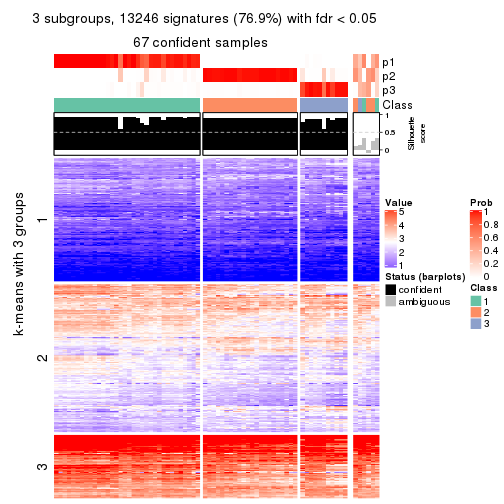 3 subgroups, 13246 signatures (76.9%) with fdr < 0.05
67 confident samples
p1
p2
p3
Class
1
0.5
0
Silhouette
score
k-means with 3 groups
1
2
3
Value
5
4
3
2
1
Status (barplots)
confident
ambiguous
Prob
1
0.8
0.6
0.4
0.2
0
Class
1
2
3